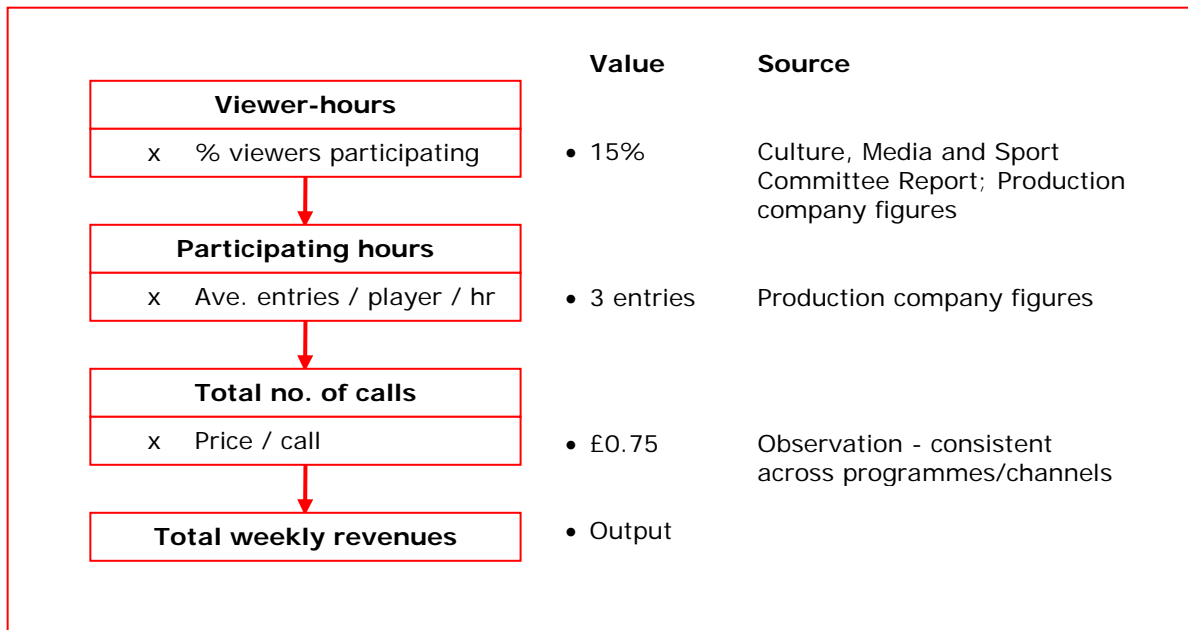 Value Source
Viewer-hours
x % viewers participating
• 15%
Culture, Media and Sport
Committee Report; Production
company figures
Participating hours
x Ave. entries / player / hr
• 3 entries
Production company figures
Total no. of calls
x Price / call
• £0.75
Observation - consistent
across programmes/channels
Total weekly revenues
• Output